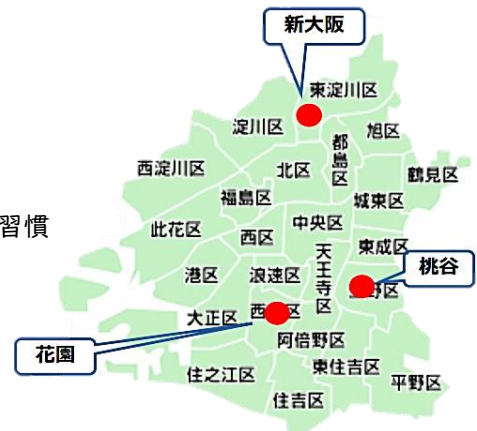 新大阪
東淀川区
淀川区
旭区
都島区
西淀川区
北区
鶴見区
福島区
城東区
習慣
此花区
西区
中央区
東成区
港区
浪速区
天王寺区
桃谷
野区
大正区
西 区
花園
阿倍野区
住之江区
東住吉区
平野区
住吉区